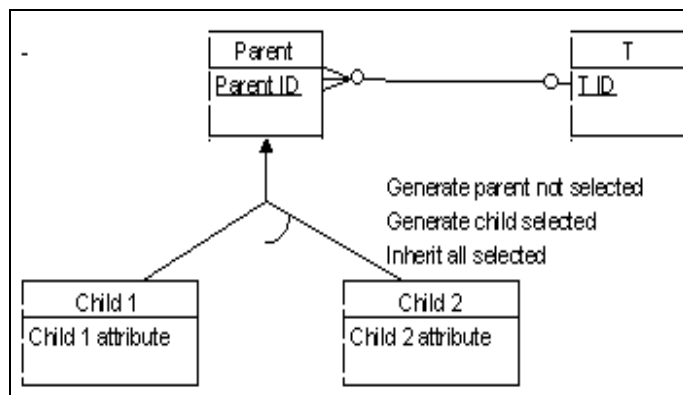 Parent
T
Parent ID
T ID
Generate parent not selected
Generate child selected
Inherit all selected
Child 1
Child 2
Child 1 attribute
Child 2 attribute